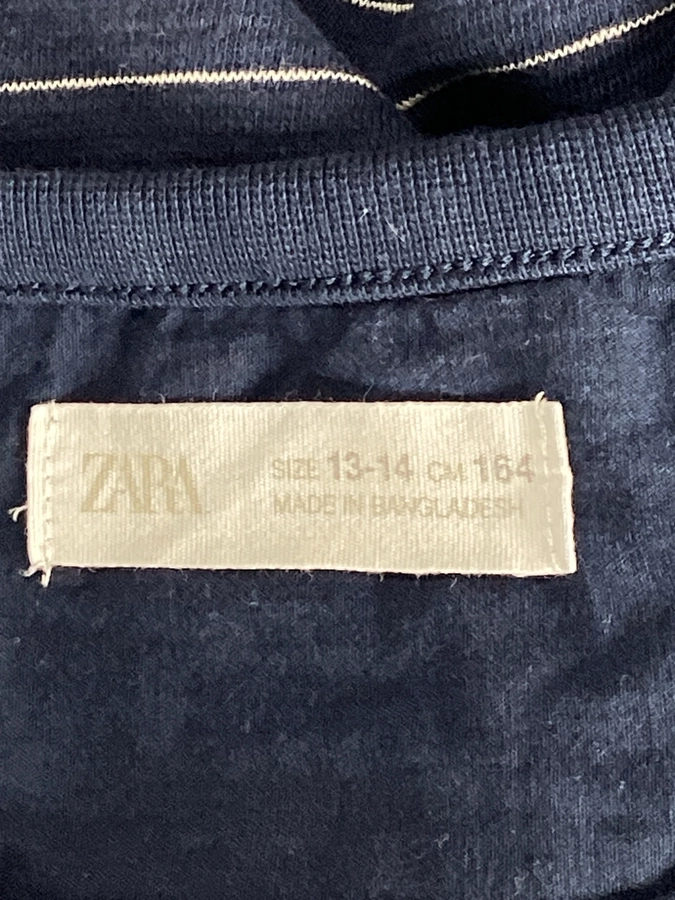 ZARA
SIZE 13-14 CM 164
MADE IN BANGLADESH